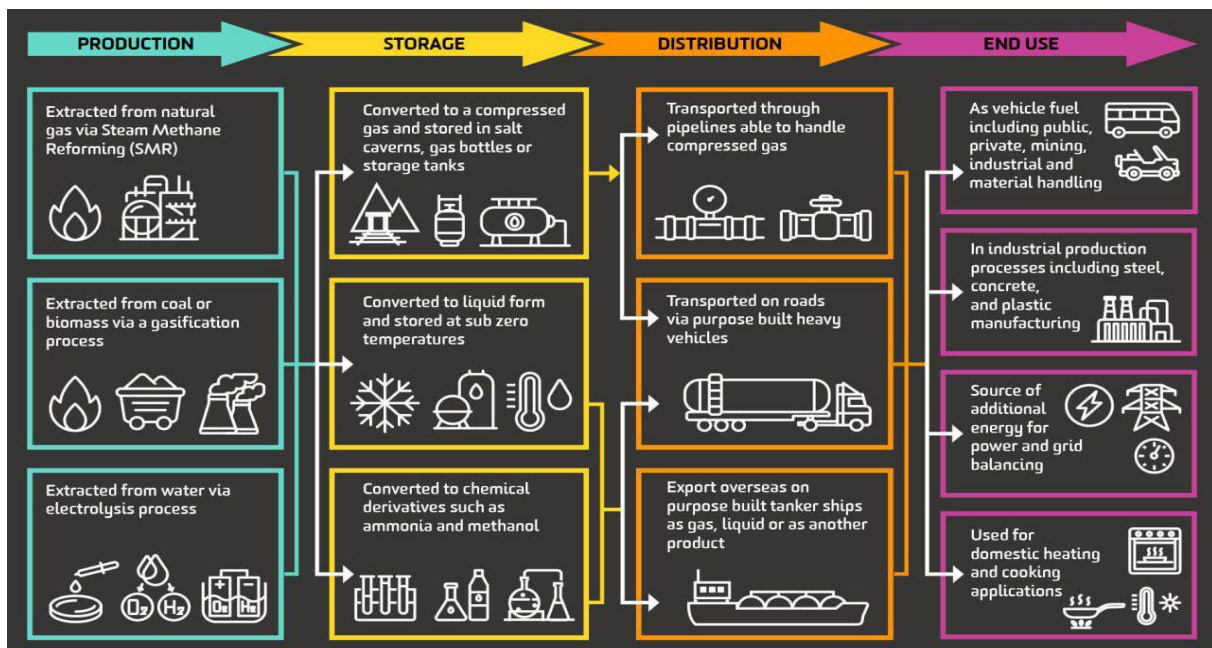 PRODUCTION
STORAGE
DISTRIBUTION
END USE
Extracted from natural
gas via Steam Methane
Reforming (SMR)
Extracted from coal or
biomass via a gasification
process
Extracted from water via
electrolysis process
O₂
H₂
+
−
O₂
H₂
Converted to a compressed
gas and stored in salt
caverns, gas bottles or
storage tanks
Converted to liquid form
and stored at sub zero
temperatures
Converted to chemical
derivatives such as
ammonia and methanol
Transported through
pipelines able to handle
compressed gas
Transported on roads
via purpose built heavy
vehicles
Export overseas on
purpose built tanker ships
as gas, liquid or as another
product
As vehicle fuel
including public,
private, mining,
industrial and
material handling
In industrial production
processes including steel,
concrete,
and plastic
manufacturing
Source of
additional
energy for
power and grid
balancing
Used for
domestic heating
and cooking
applications